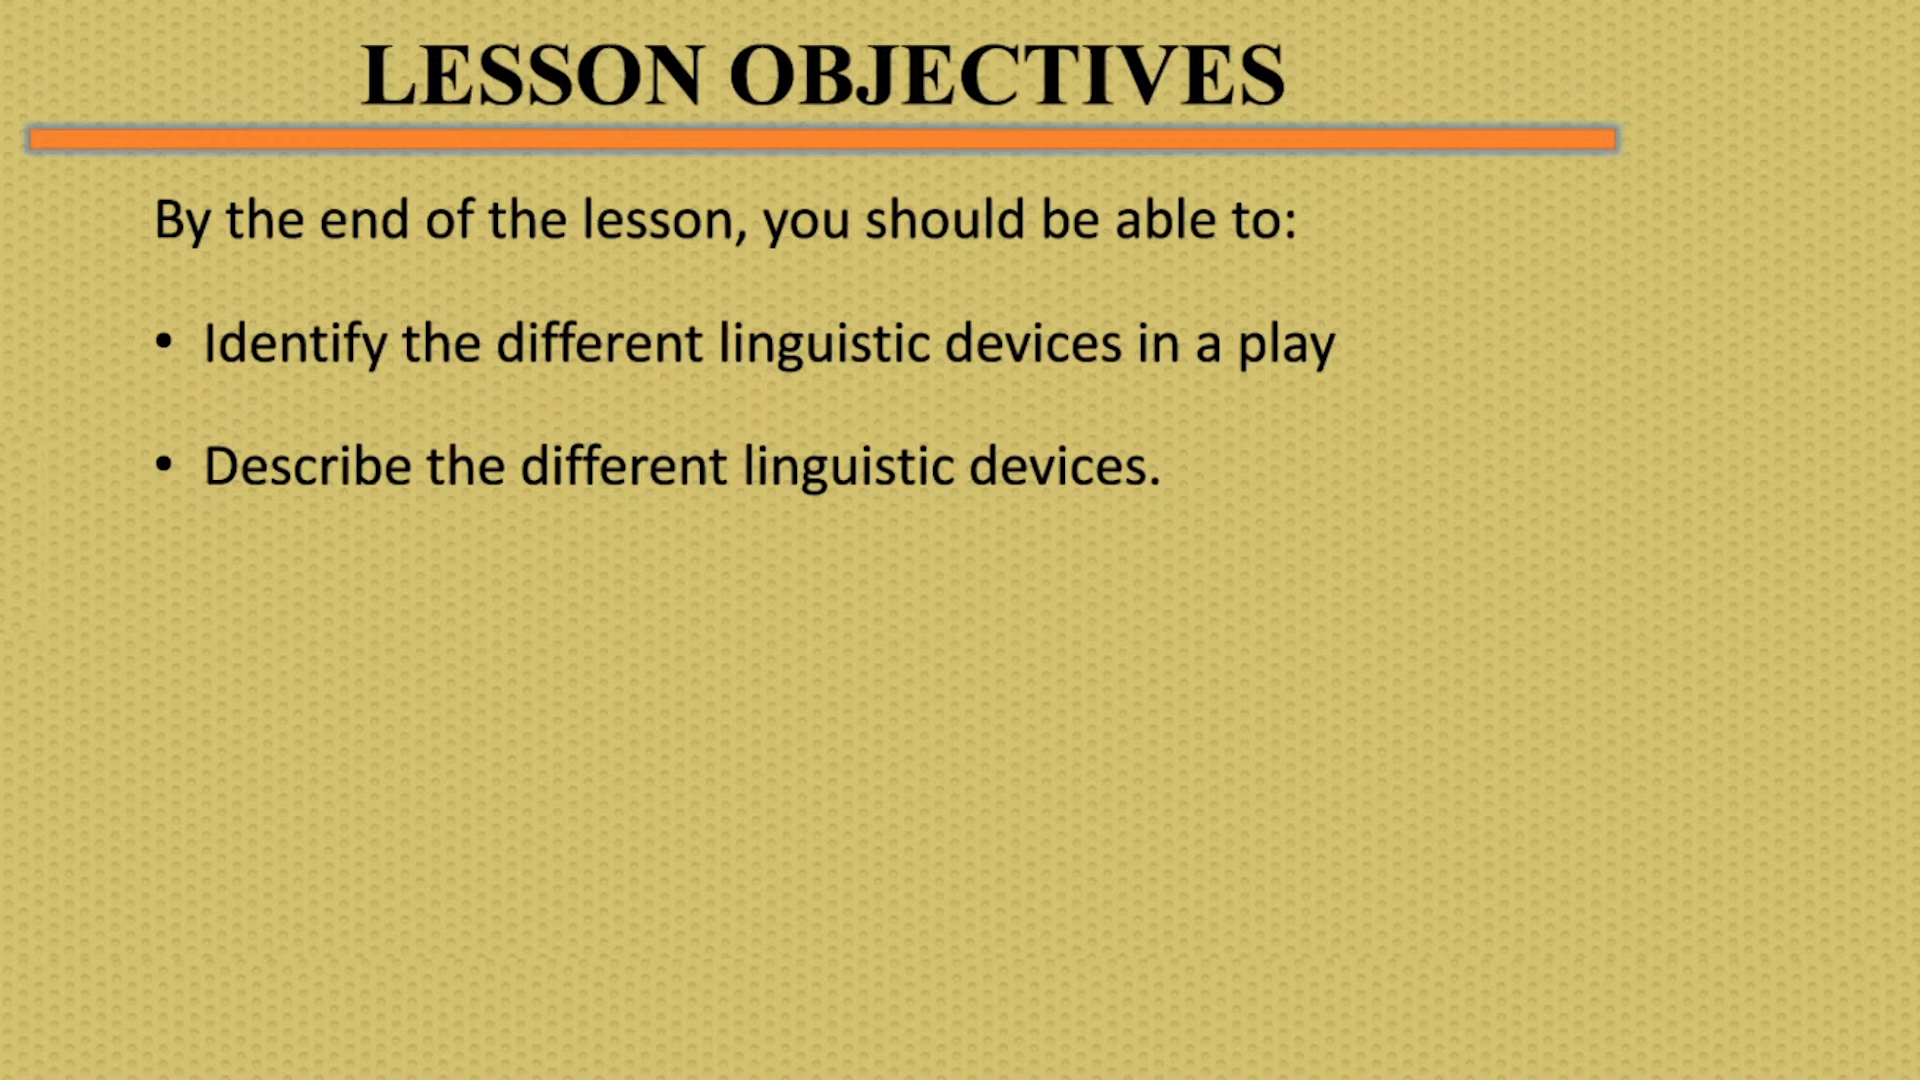 LESSON OBJECTIVES
By the end of the lesson, you should be able to:
• Identify the different linguistic devices in a play
• Describe the different linguistic devices.